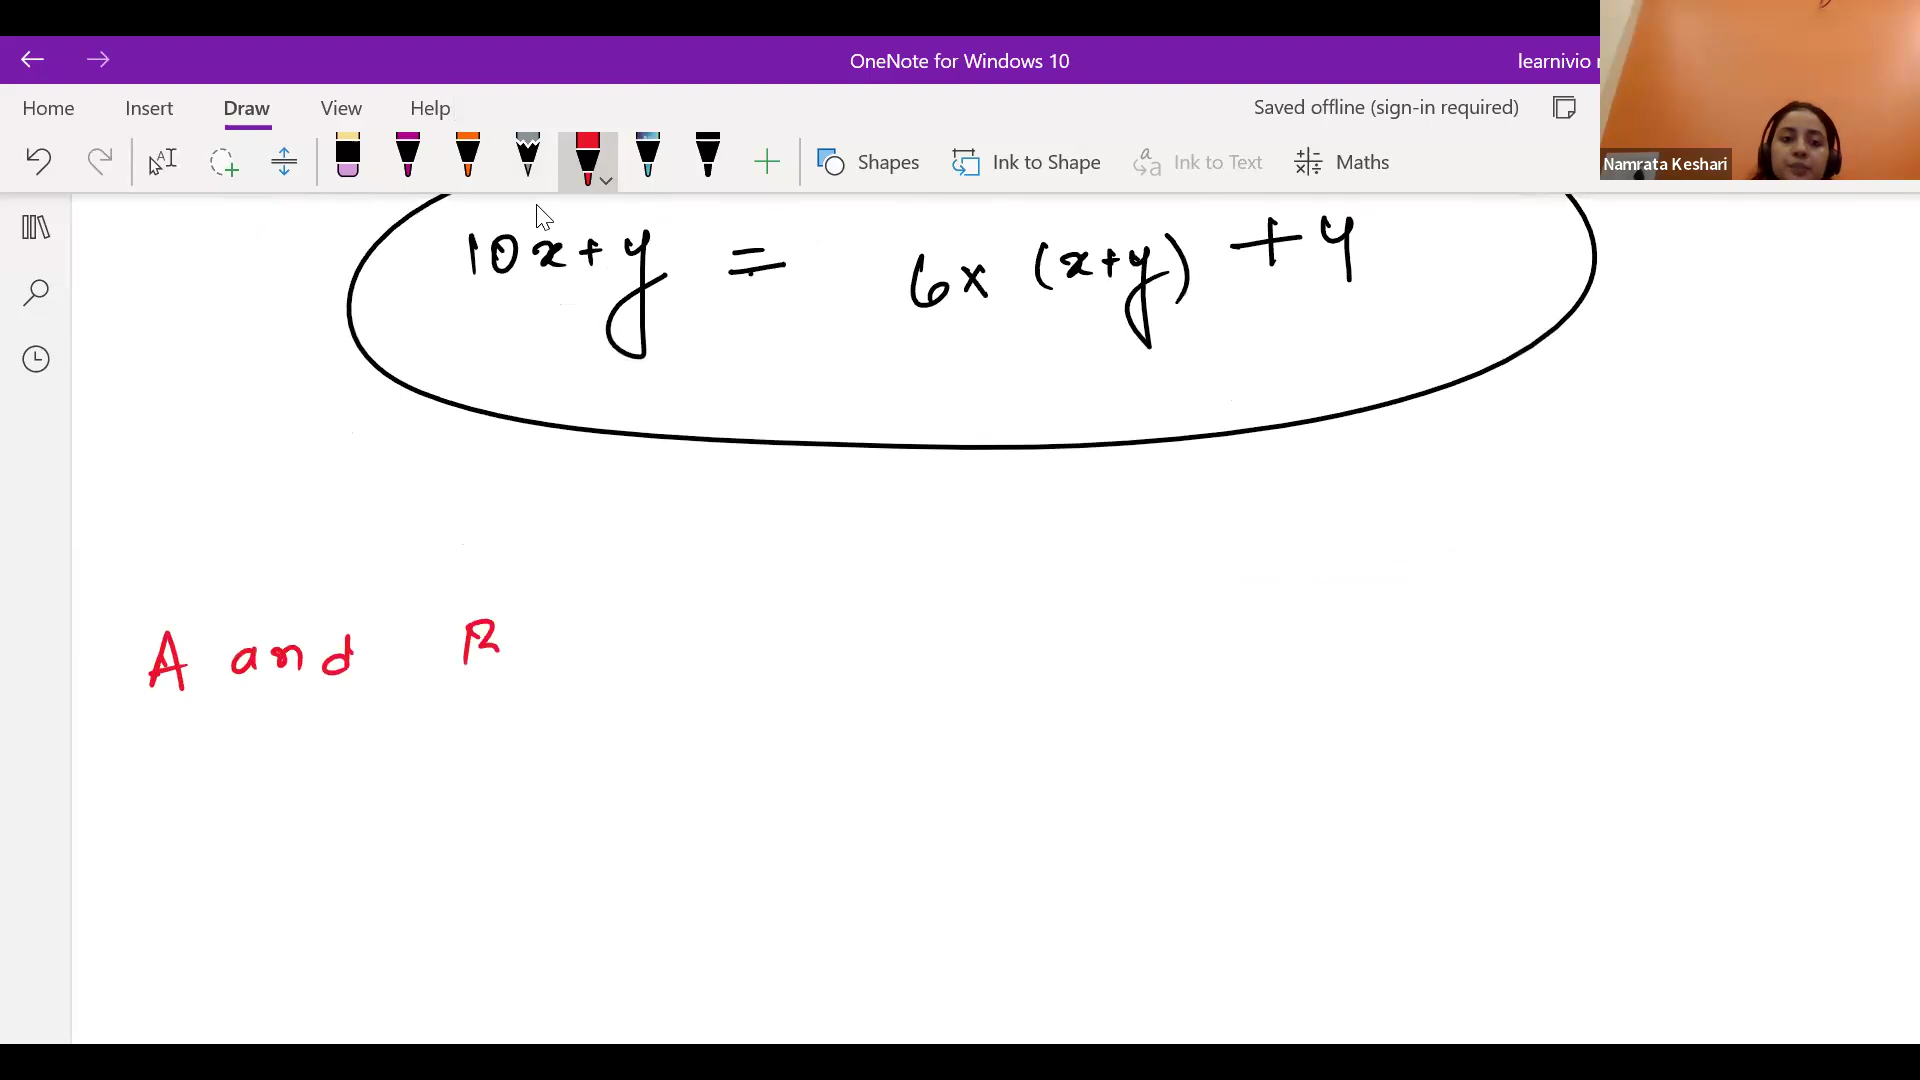 OneNote for Windows 10
learnivio
Home Insert Draw View Help
Saved offline (sign-in required)
Shapes Ink to Shape Ink to Text Maths
Namrata Keshari
10x+y = 6x (x+y) + 4
A and